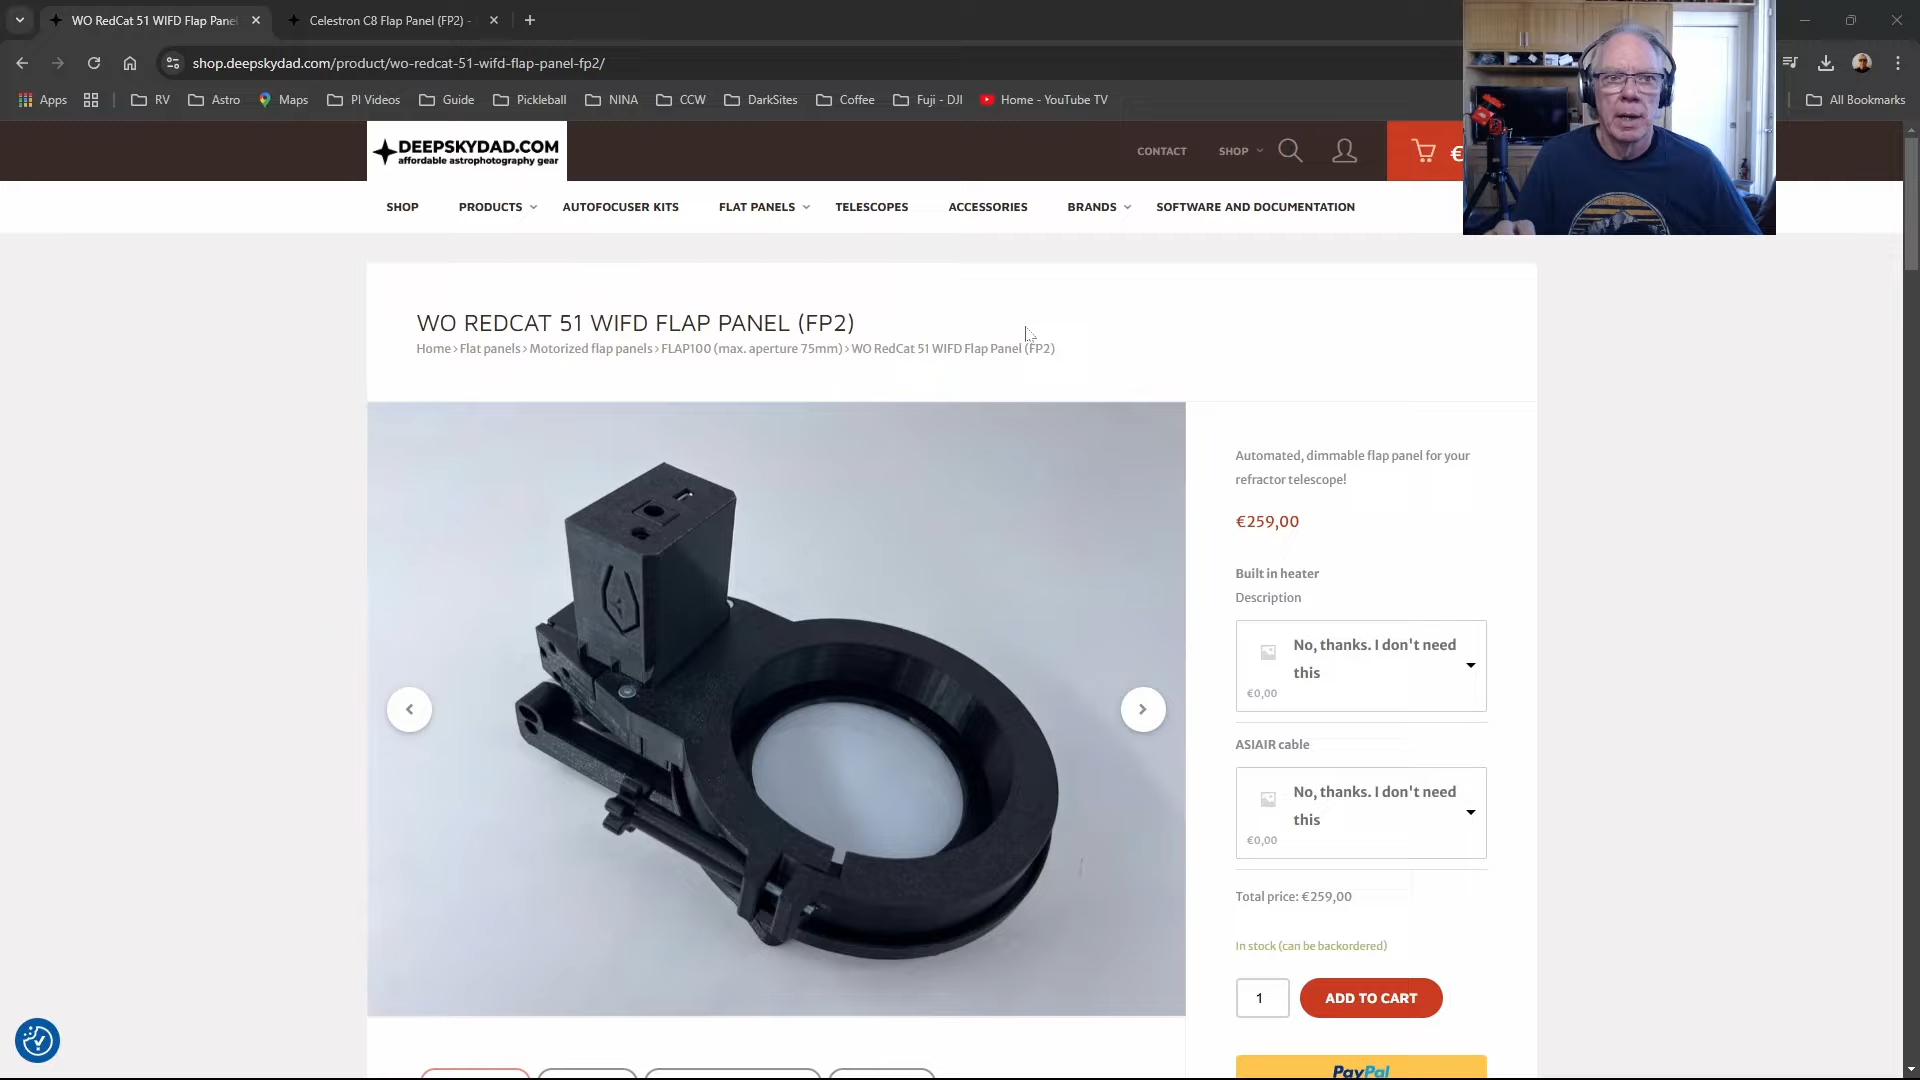 WO RedCat 51 WIFD Flap Pane
Celestron C8 Flap Panel (FP2) -
shop.deepskydad.com/product/wo-redcat-51-wifd-flap-panel-fp2/
Apps
RV
Astro
Maps
PI Videos
Guide
Pickleball
NINA
CCW
DarkSites
Coffee
Fuji - DJI
Home - YouTube TV
All Bookmarks
DEEPSKYDAD.COM
affordable astrophotography gear
CONTACT
SHOP
€
SHOP
PRODUCTS
AUTOFOCUSER KITS
FLAT PANELS
TELESCOPES
ACCESSORIES
BRANDS
SOFTWARE AND DOCUMENTATION
WO REDCAT 51 WIFD FLAP PANEL (FP2)
Home › Flat panels › Motorized flap panels › FLAP100 (max. aperture 75mm) › WO RedCat 51 WIFD Flap Panel (FP2)
Automated, dimmable flap panel for your
refractor telescope!
€259,00
Built in heater
Description
No, thanks. I don't need
this
€0,00
ASIAIR cable
No, thanks. I don't need
this
€0,00
Total price: €259,00
In stock (can be backordered)
1
ADD TO CART
PayPal